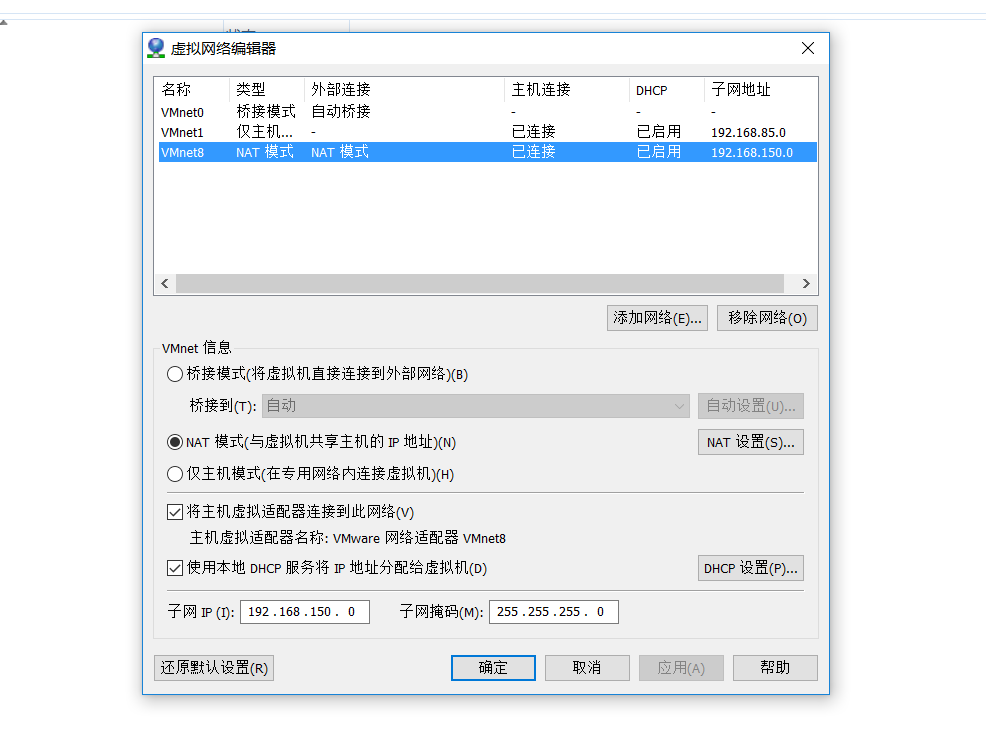 虚拟网络编辑器
名称 类型 外部连接 主机连接 DHCP 子网地址
VMnet0 桥接模式 自动桥接 - - -
VMnet1 仅主机... - 已连接 已启用 192.168.85.0
VMnet8 NAT 模式 NAT 模式 已连接 已启用 192.168.150.0
添加网络(E)... 移除网络(O)
VMnet 信息
桥接模式(将虚拟机直接连接到外部网络)(B)
桥接到(T): 自动 自动设置(U)...
NAT 模式(与虚拟机共享主机的 IP 地址)(N) NAT 设置(S)...
仅主机模式(在专用网络内连接虚拟机)(H)
将主机虚拟适配器连接到此网络(V)
主机虚拟适配器名称: VMware 网络适配器 VMnet8
使用本地 DHCP 服务将 IP 地址分配给虚拟机(D) DHCP 设置(P)...
子网 IP (I): 192 .168 .150 . 0 子网掩码(M): 255 .255 .255 . 0
还原默认设置(R) 确定 取消 应用(A) 帮助